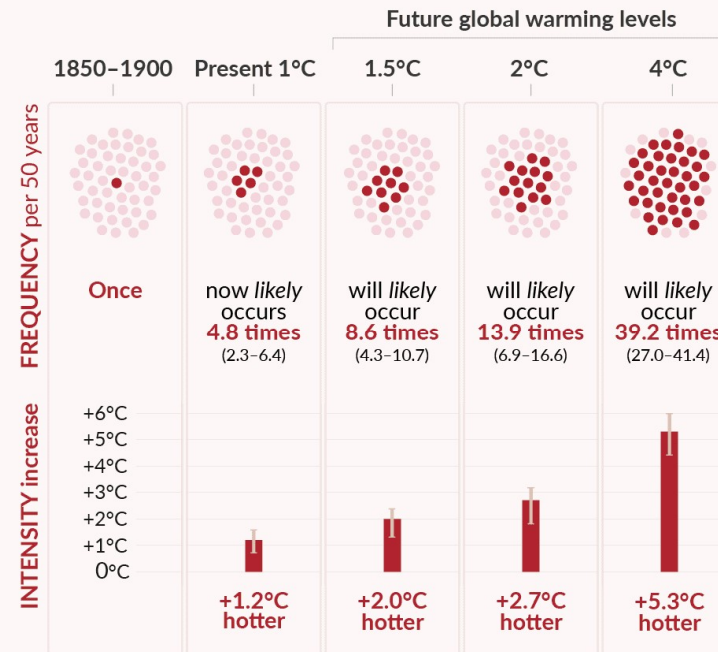 Future global warming levels
1850–1900
Present 1°C
1.5°C
2°C
4°C
FREQUENCY per 50 years
Once
now likely
occurs
4.8 times
(2.3–6.4)
will likely
occur
8.6 times
(4.3–10.7)
will likely
occur
13.9 times
(6.9–16.6)
will likely
occur
39.2 times
(27.0–41.4)
INTENSITY increase
+6°C
+5°C
+4°C
+3°C
+2°C
+1°C
0°C
+1.2°C
hotter
+2.0°C
hotter
+2.7°C
hotter
+5.3°C
hotter